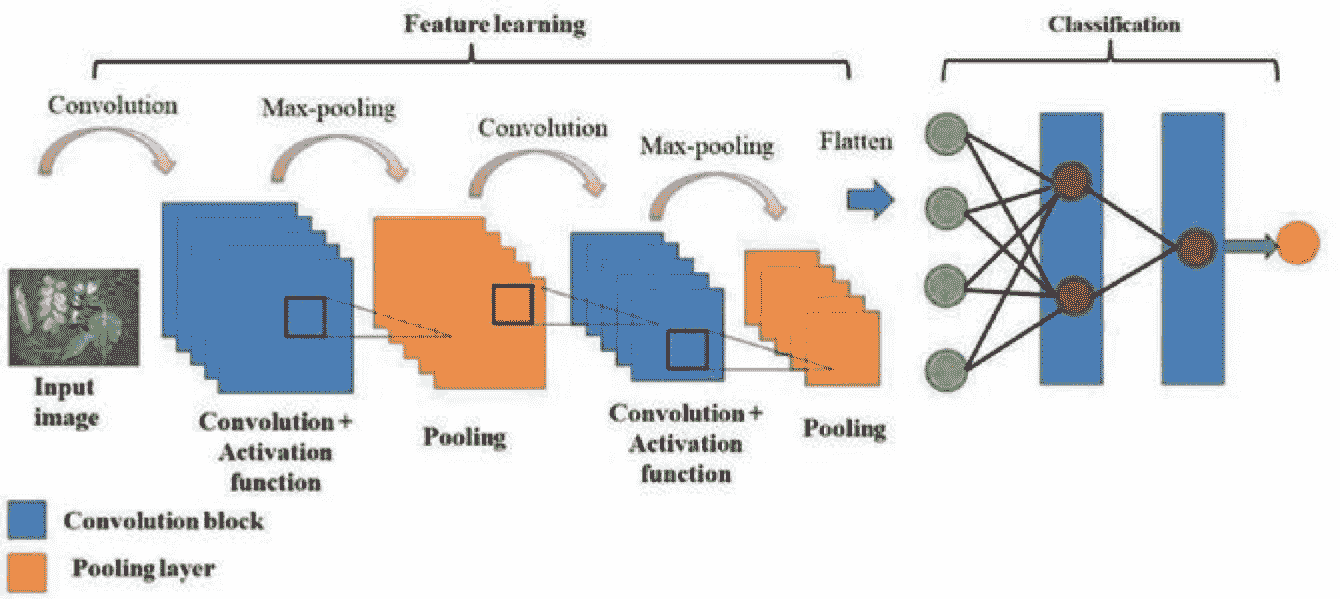 Feature learning
Classification
Convolution
Max-pooling
Convolution
Max-pooling
Flatten
Input
image
Convolution +
Activation
function
Pooling
Convolution +
Activation
function
Pooling
Convolution block
Pooling layer